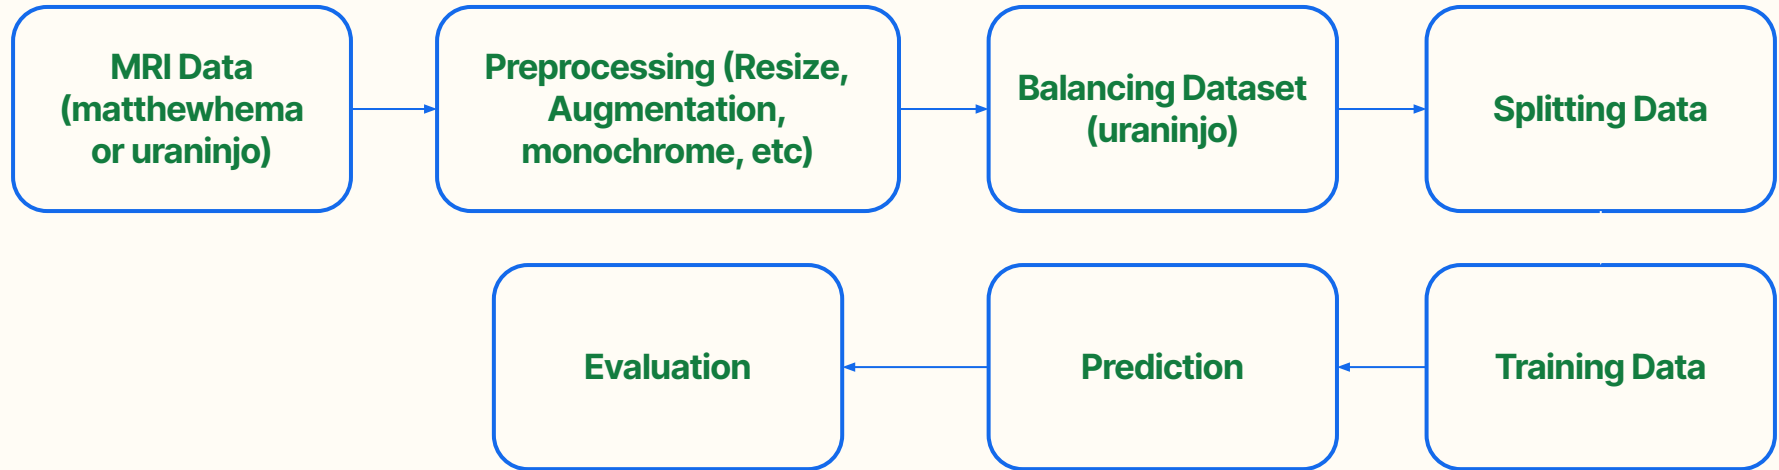 MRI Data
(matthewhema
or uraninjo)
Preprocessing (Resize,
Augmentation,
monochrome, etc)
Balancing Dataset
(uraninjo)
Splitting Data
Training Data
Prediction
Evaluation